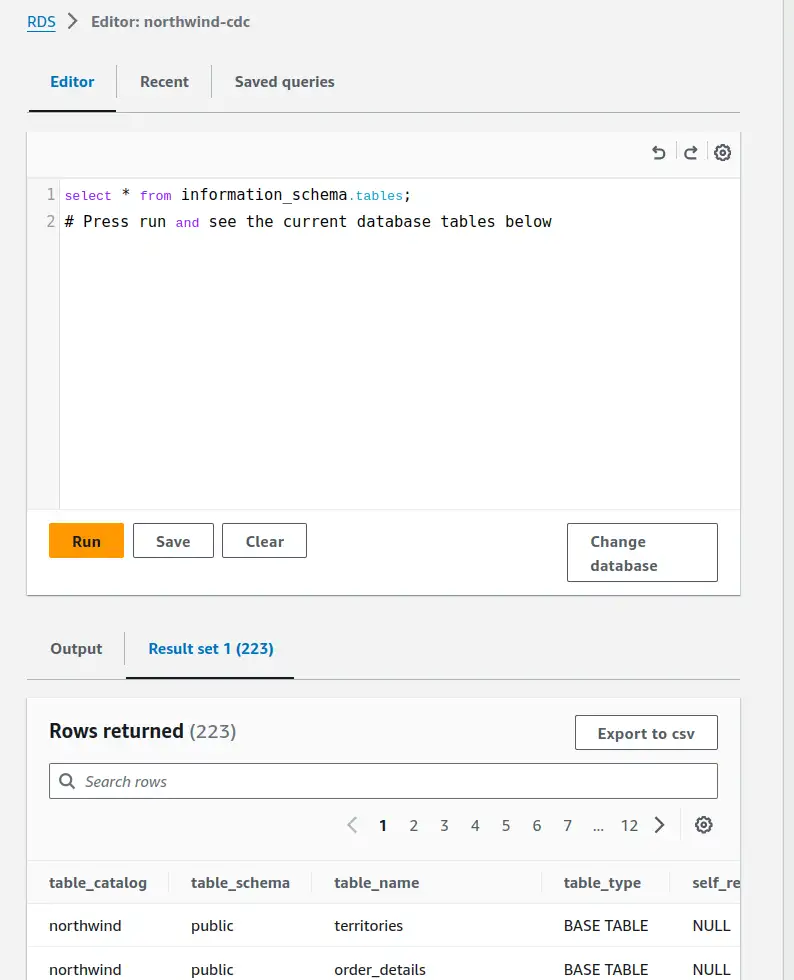 RDS > Editor: northwind-cdc
Editor Recent Saved queries
1 select * from information_schema.tables;
2 # Press run and see the current database tables below
Run Save Clear Change database
Output Result set 1 (223)
Rows returned (223) Export to csv
Search rows
< 1 2 3 4 5 6 7 ... 12 >
table_catalog table_schema table_name table_type self_re
northwind public territories BASE TABLE NULL
northwind public order_details BASE TABLE NULL